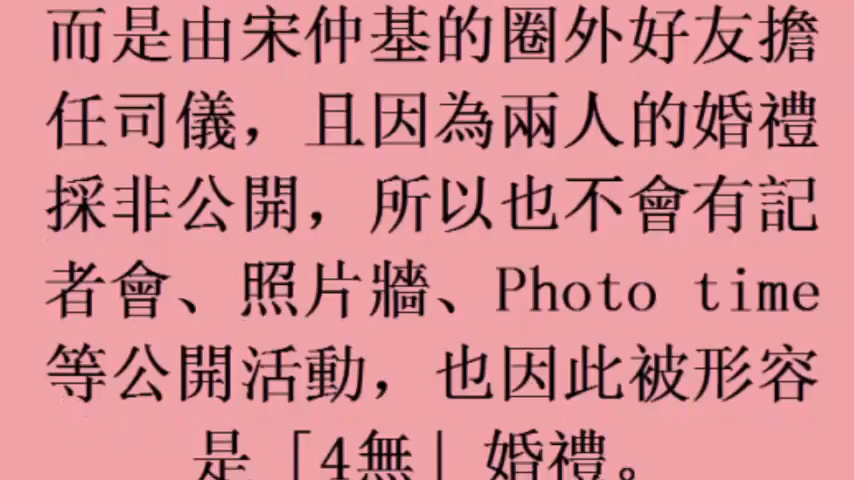 而是由宋仲基的圈外好友擔
任司儀，且因為兩人的婚禮
採非公開，所以也不會有記
者會、照片牆、Photo time
等公開活動，也因此被形容
是「4無」婚禮。